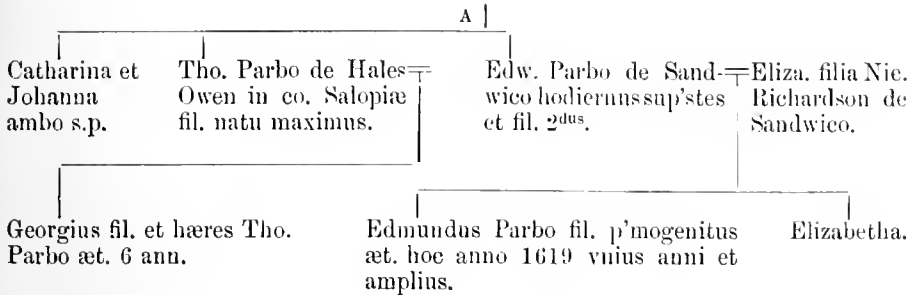 A
Catharina et
Johanna
ambo s.p.
Tho. Parbo de Hales
Owen in co. Salopiæ
fil. natu maximus.
Edw. Parbo de Sand-
wico hodiernus sup'stes
et fil. 2dus.
Eliza. filia Nic.
Richardson de
Sandwico.
Georgius fil. et hæres Tho.
Parbo æt. 6 ann.
Edmundus Parbo fil. p'mogenitus
æt. hoc anno 1619 vnius anni et
amplius.
Elizabetha.